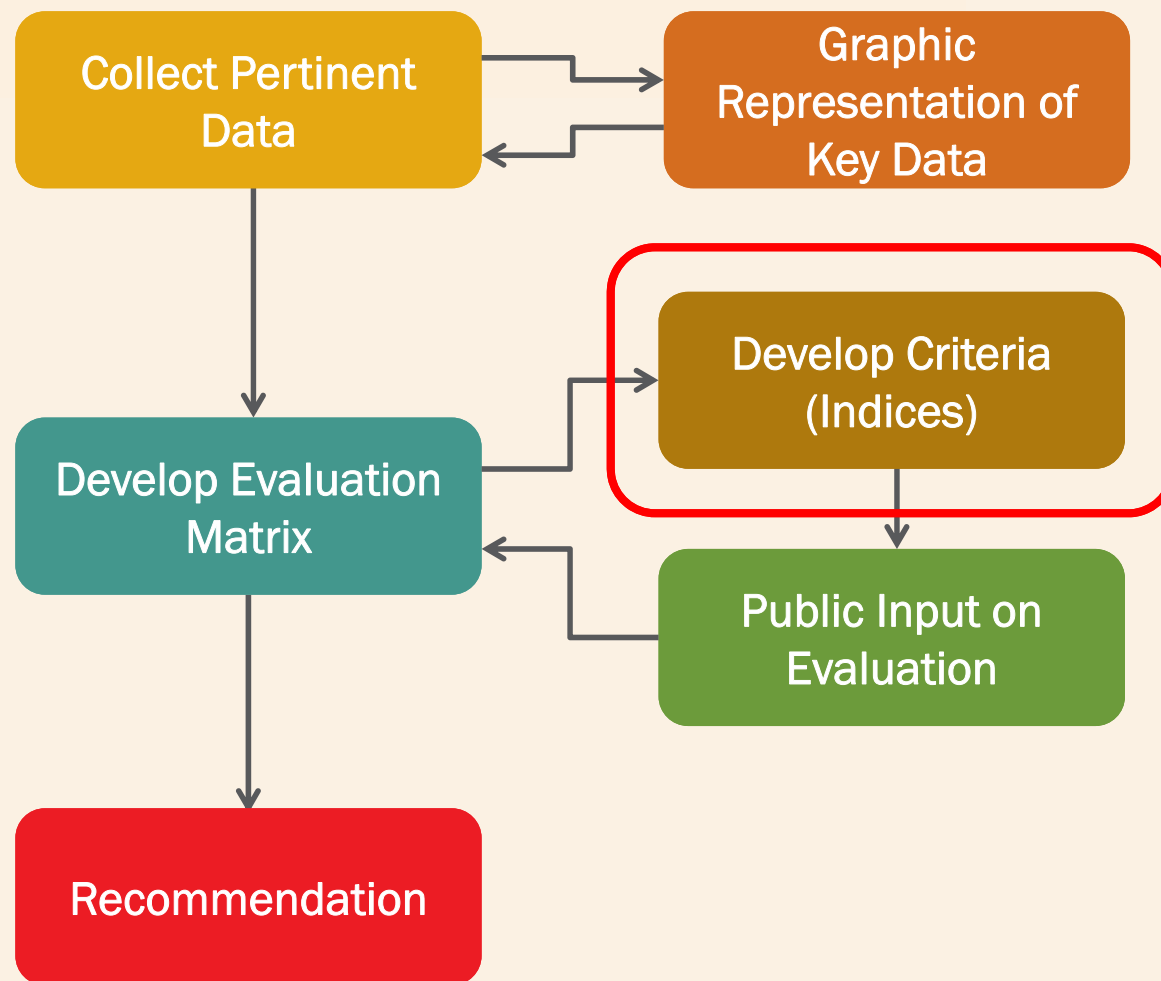 Collect Pertinent
Data
Graphic
Representation of
Key Data
Develop Criteria
(Indices)
Develop Evaluation
Matrix
Public Input on
Evaluation
Recommendation